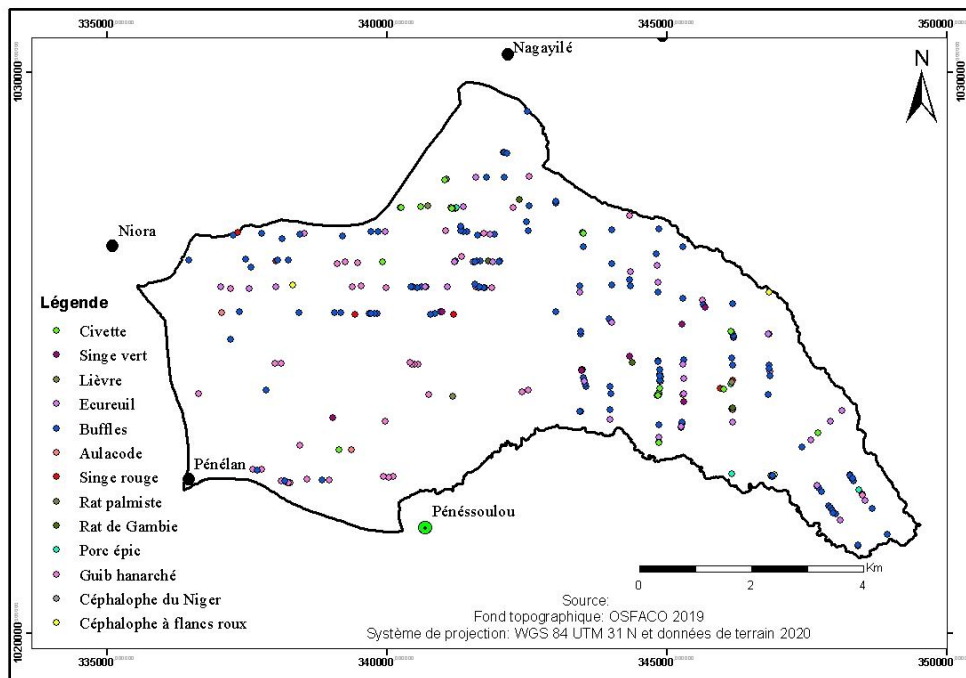 335000 340000 345000 350000
Nagayilé
N
1030000 1030000
Niora
Légende
Civette
Singe vert
Lièvre
Ecureuil
Buffles
Aulacode
Singe rouge
Rat palmiste
Rat de Gambie
Porc épic
Guib hanarché
Céphalophe du Niger
Céphalophe à flancs roux
Pénélan
Pénéssoulou
Km
0 2 4
Source:
Fond topographique: OSFACO 2019
Système de projection: WGS 84 UTM 31 N et données de terrain 2020
1020000 1020000
335000 340000 345000 350000